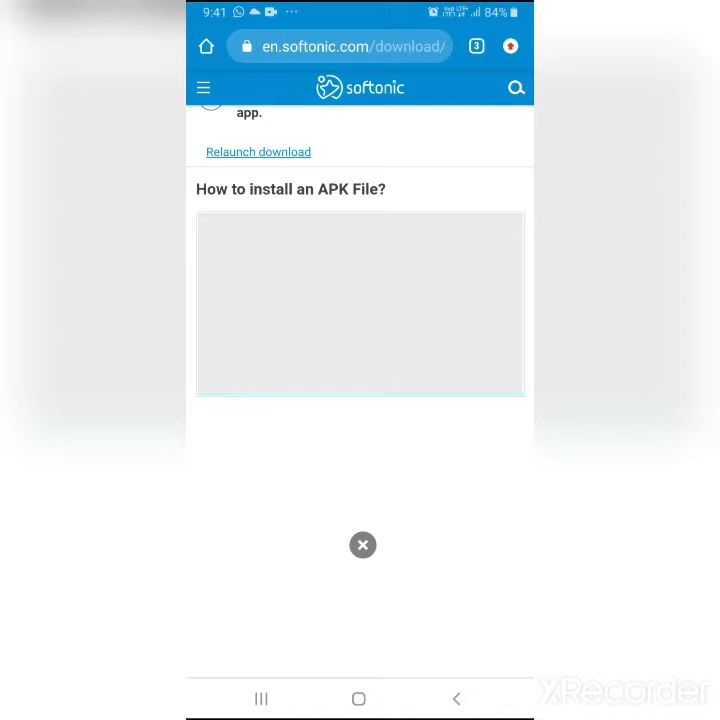 9:41 84%
en.softonic.com/download/ 3
softonic
app.
Relaunch download
How to install an APK File?
XRecorder